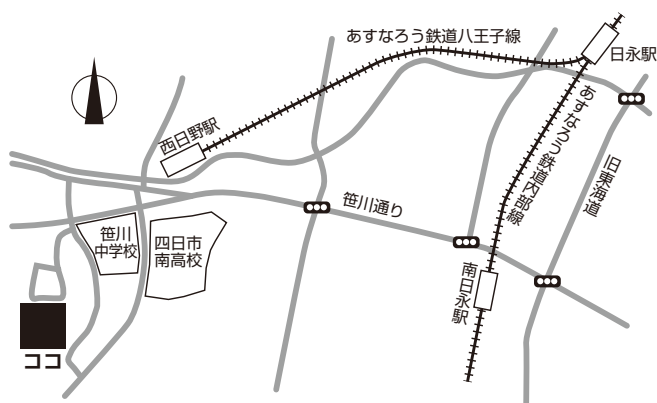 あすなろう鉄道八王子線
日永駅
西日野駅
あすなろう鉄道内部線
旧東海道
笹川通り
笹川
中学校
四日市
南高校
南日永駅
ココ